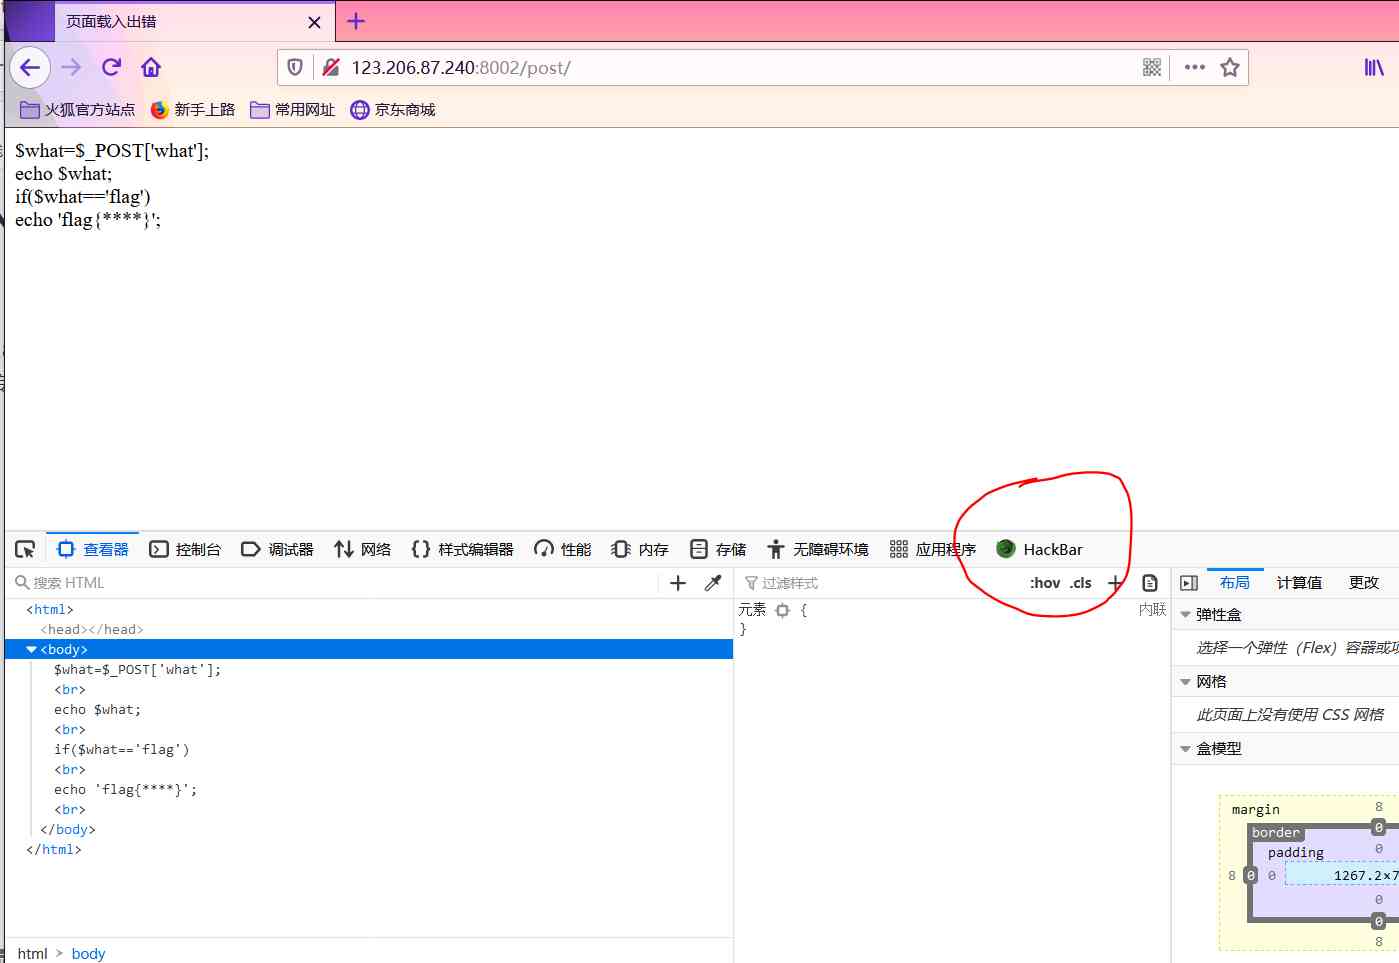 页面载入出错
123.206.87.240:8002/post/
火狐官方站点 新手上路 常用网址 京东商城
$what=$_POST['what'];
echo $what;
if($what=='flag')
echo 'flag{****}';
查看器 控制台 调试器 网络 样式编辑器 性能 内存 存储 无障碍环境 应用程序 HackBar
搜索 HTML
<html>
<head></head>
<body>
$what=$_POST['what'];
<br>
echo $what;
<br>
if($what=='flag')
<br>
echo 'flag{****}';
<br>
</body>
</html>
html > body
过滤样式 :hov .cls
元素 { 内联
}
布局 计算值 更改
弹性盒
选择一个弹性（Flex）容器或
网格
此页面上没有使用 CSS 网格
盒模型
margin 8
border 0
padding 0
8 0 0 1267.2×7
0
0
8